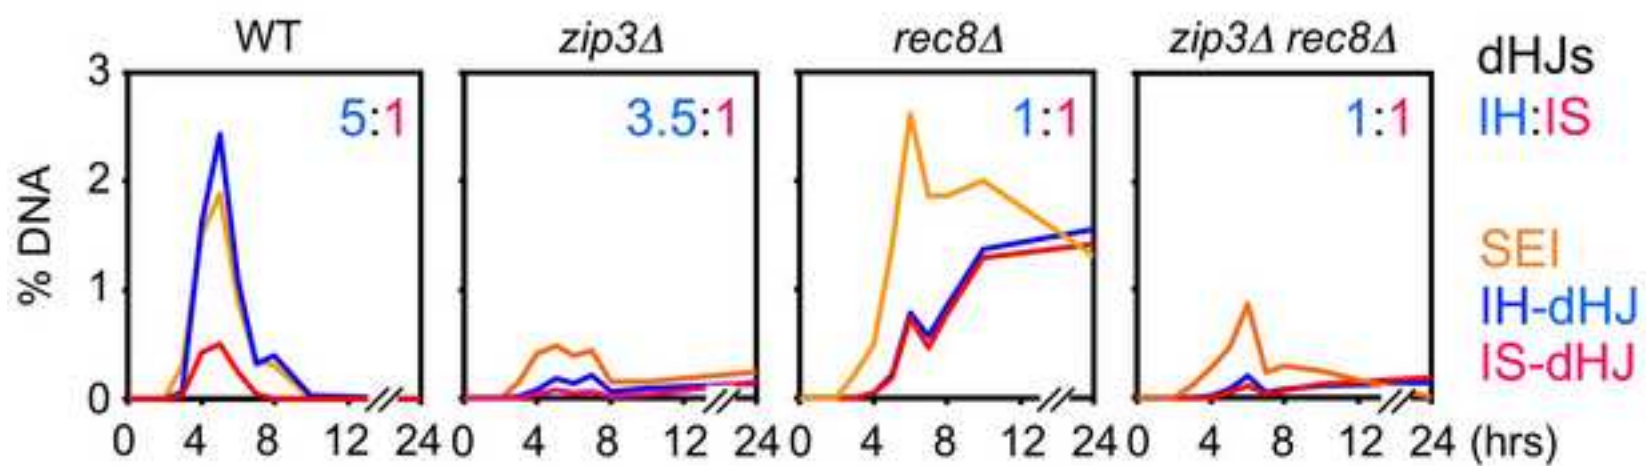 WT
zip3Δ
rec8Δ
zip3Δ rec8Δ
dHJs
IH:IS
5:1
3.5:1
1:1
1:1
% DNA
3
2
1
0
SEI
IH-dHJ
IS-dHJ
0 4 8 12 24
0 4 8 12 24
0 4 8 12 24
0 4 8 12 24 (hrs)